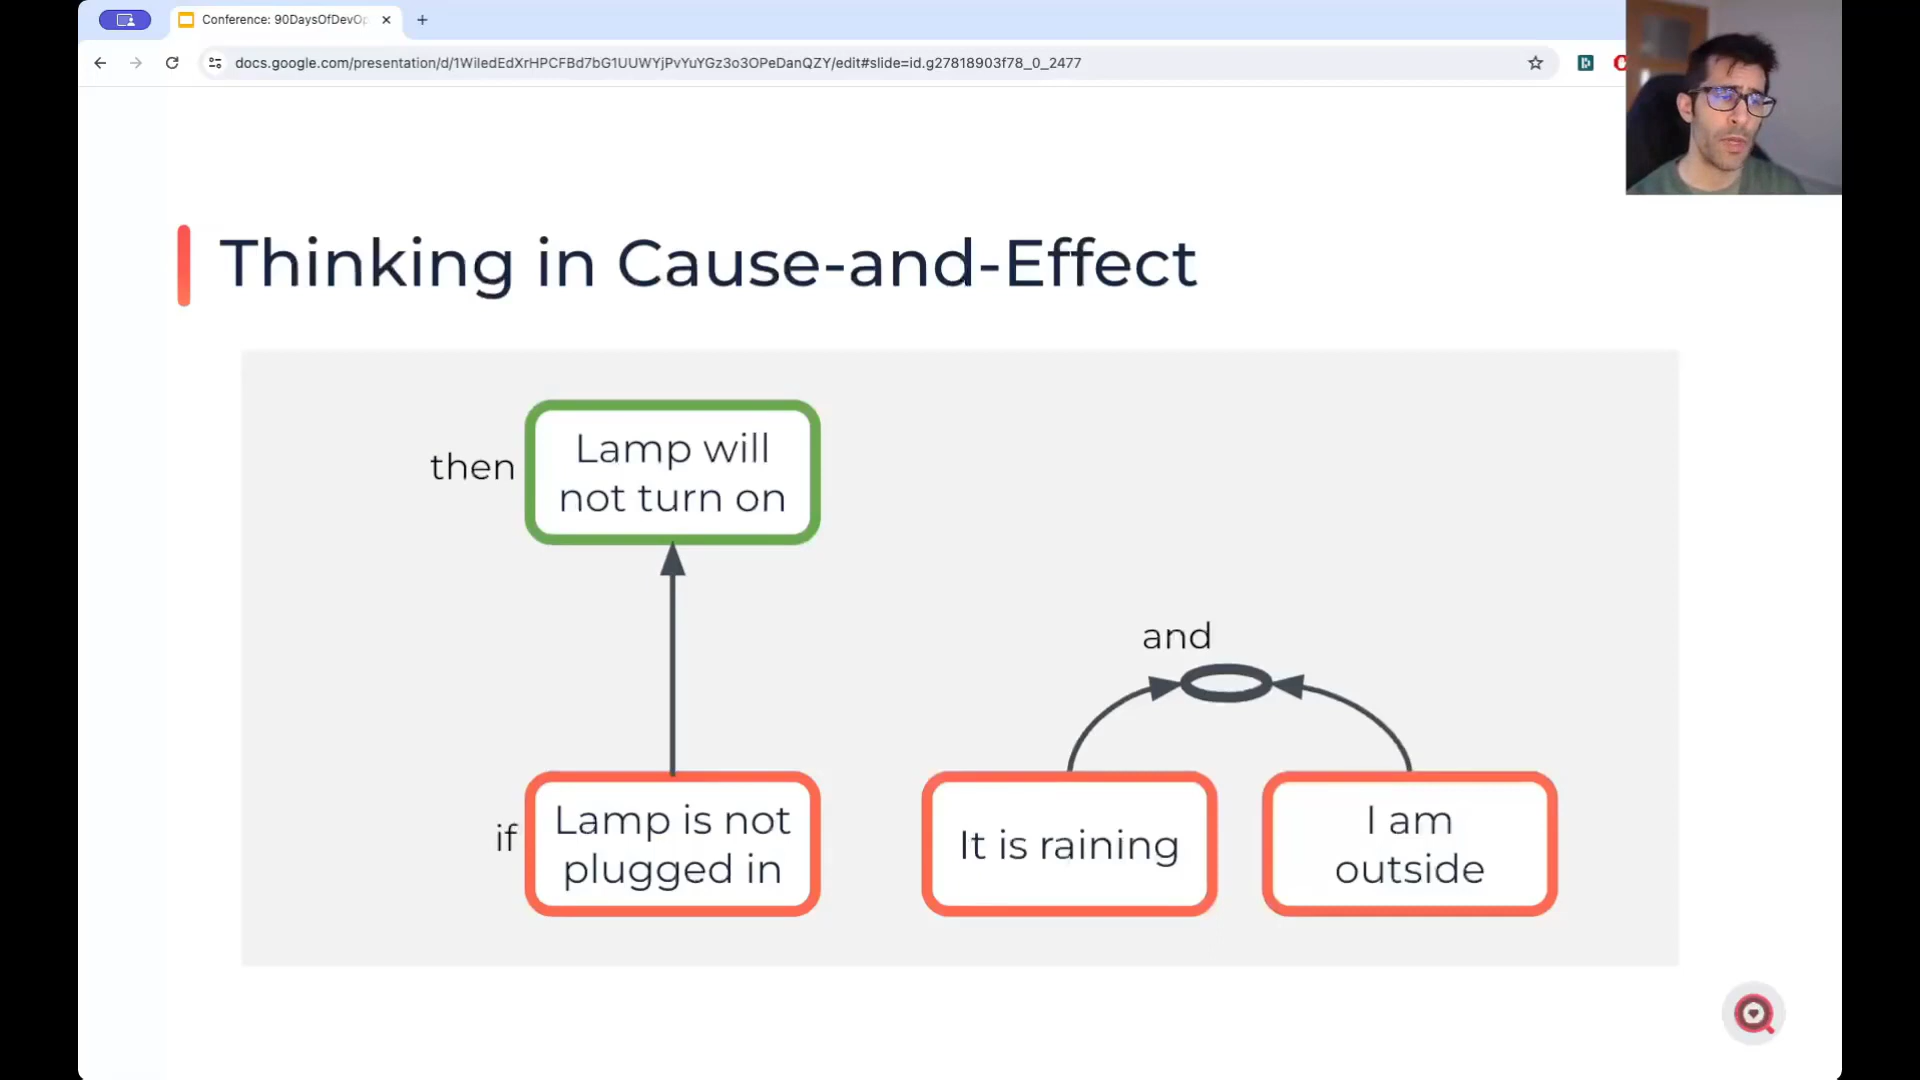 Conference: 90DaysOfDevOp
docs.google.com/presentation/d/1WiledEdXrHPCFBd7bG1UUWYjPvYuYGz3o3OPeDanQZY/edit#slide=id.g27818903f78_0_2477
Thinking in Cause-and-Effect
then
Lamp will
not turn on
and
if
Lamp is not
plugged in
It is raining
I am
outside